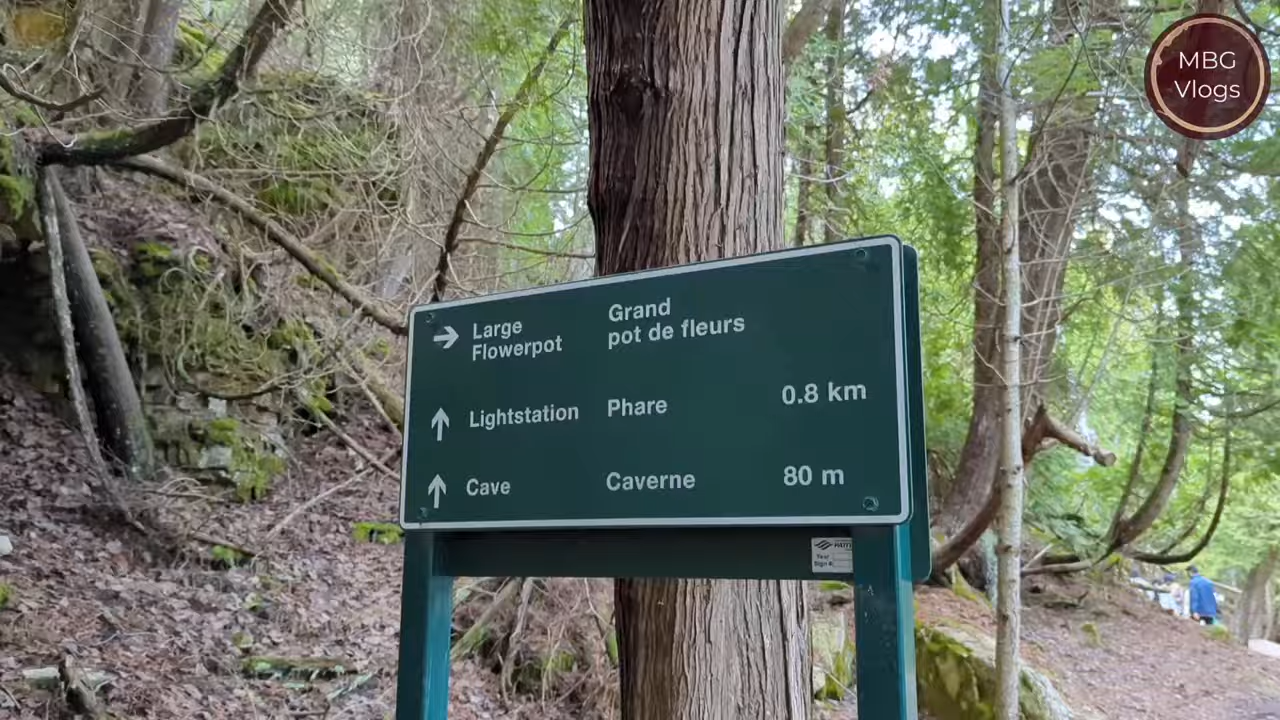 MBG
Vlogs
→ Large
Flowerpot
Grand
pot de fleurs
↑ Lightstation Phare 0.8 km
↑ Cave Caverne 80 m